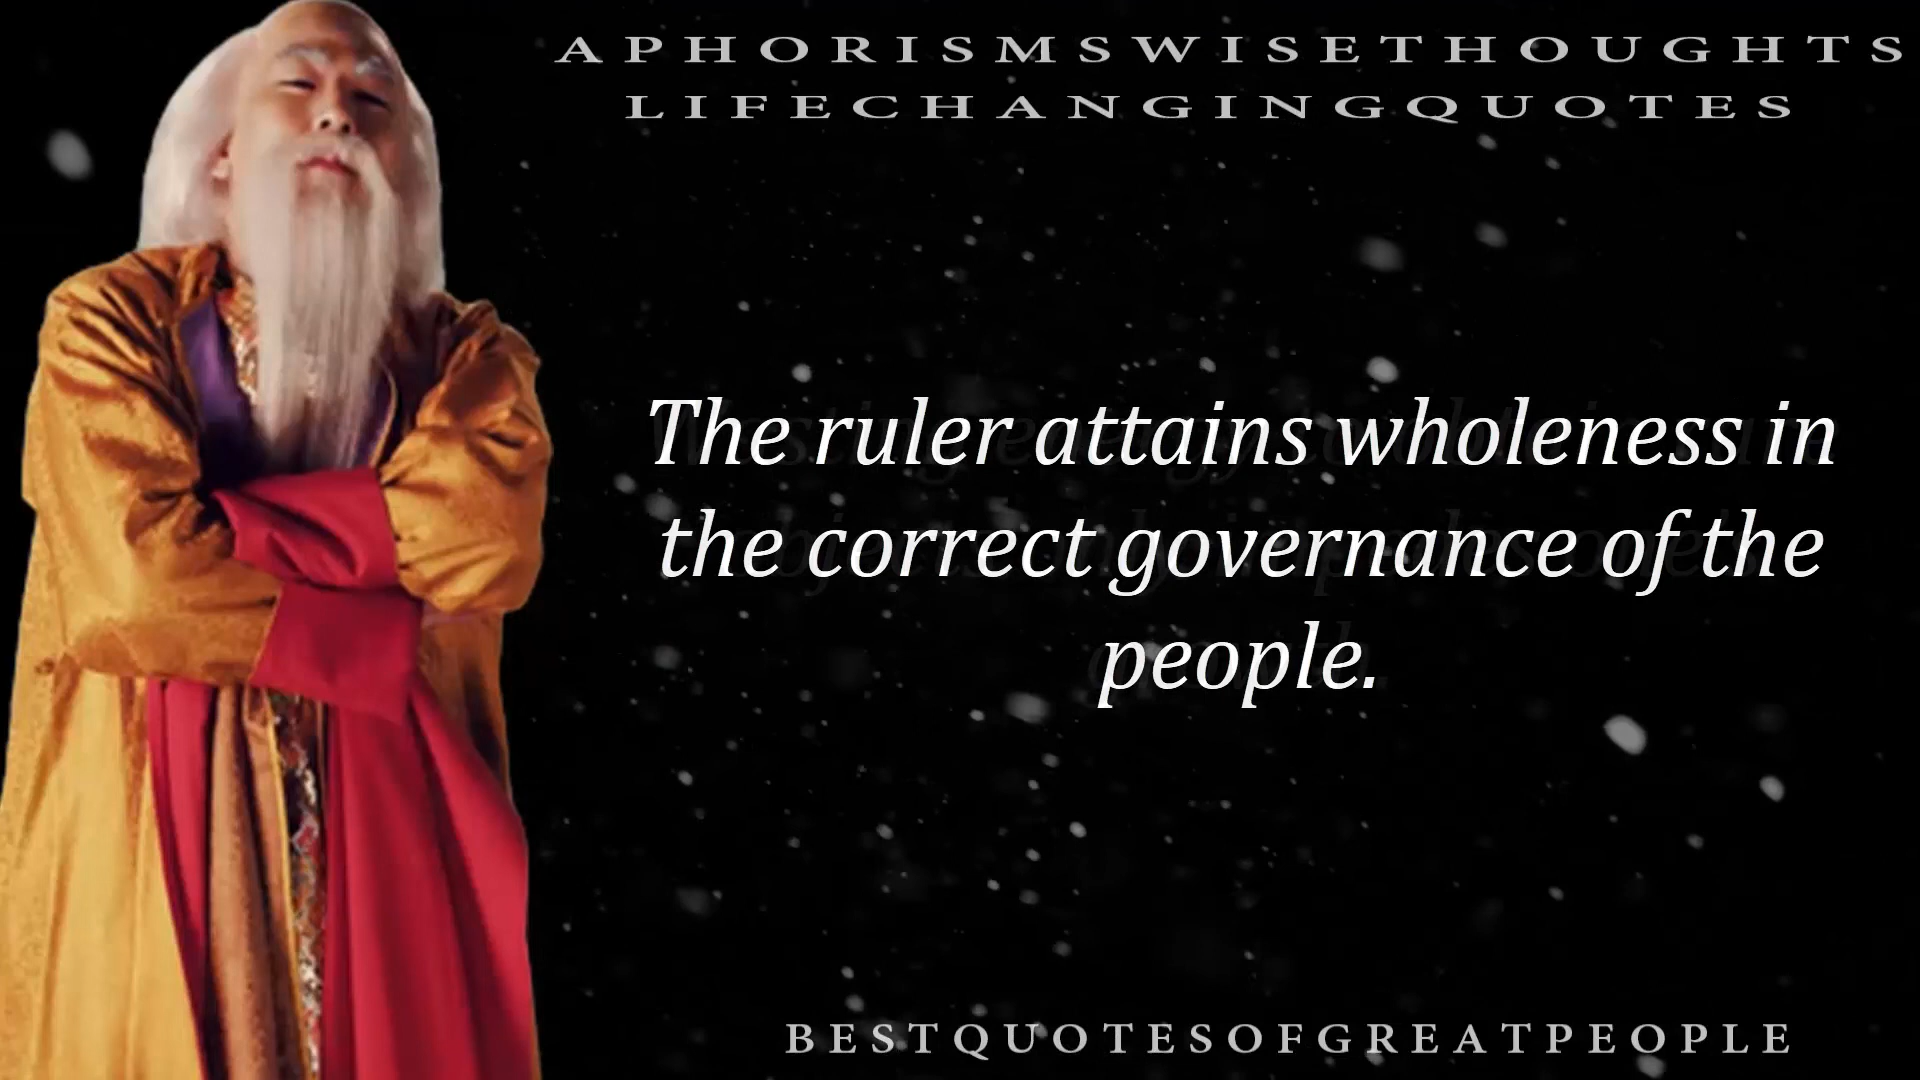 APHORISMSWISETHOUGHTS
LIFECHANGINGQUOTES
The ruler attains wholeness in
the correct governance of the
people.
BESTQUOTESOFGREATPEOPLE